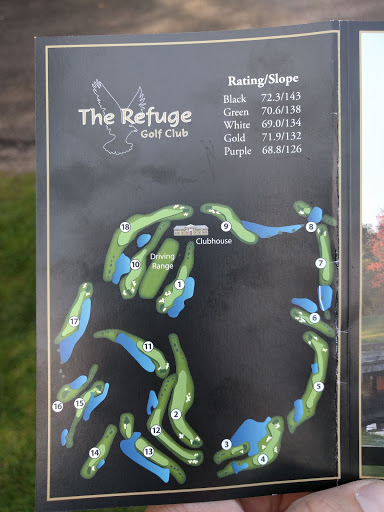 The Refuge
Golf Club
Rating/Slope
Black 72.3/143
Green 70.6/138
White 69.0/134
Gold 71.9/132
Purple 68.8/126
18
9
8
Clubhouse
Driving
Range
10
7
1
17
6
11
5
16
15
2
12
3
14
13
4